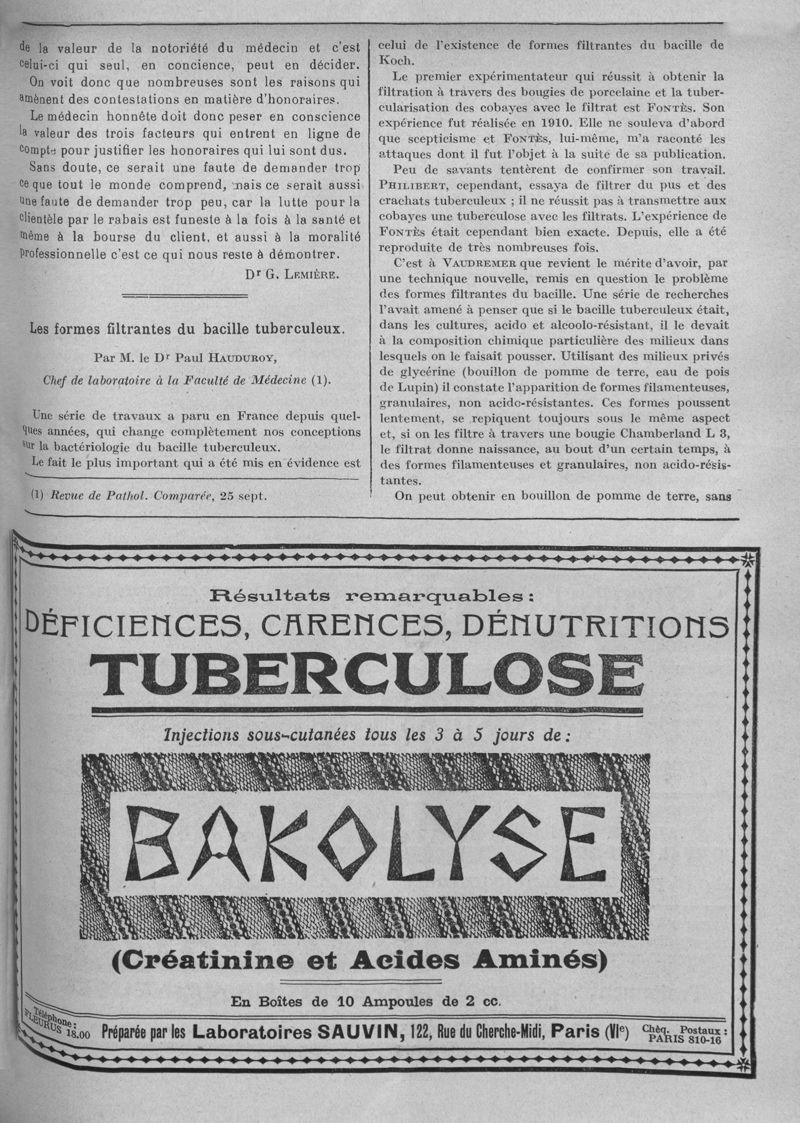 de la valeur de la notoriété du médecin et c'est
celui-ci qui seul, en concience, peut en décider.
On voit donc que nombreuses sont les raisons qui
amènent des contestations en matière d'honoraires.
Le médecin honnête doit donc peser en conscience
la valeur des trois facteurs qui entrent en ligne de
compte pour justifier les honoraires qui lui sont dus.
Sans doute, ce serait une faute de demander trop
ce que tout le monde comprend, mais ce serait aussi
une faute de demander trop peu, car la lutte pour la
clientèle par le rabais est funeste à la fois à la santé et
même à la bourse du client, et aussi à la moralité
professionnelle c'est ce qui nous reste à démontrer.
Dr G. LEMIÈRE.
Les formes filtrantes du bacille tuberculeux.
Par M. le Dr Paul HAUDUROY,
Chef de laboratoire à la Faculté de Médecine (1).
Une série de travaux a paru en France depuis quel-
ques années, qui change complètement nos conceptions
sur la bactériologie du bacille tuberculeux.
Le fait le plus important qui a été mis en évidence est
(1) Revue de Pathol. Comparée, 25 sept.
celui de l'existence de formes filtrantes du bacille de
Koch.
Le premier expérimentateur qui réussit à obtenir la
filtration à travers des bougies de porcelaine et la tuber-
cularisation des cobayes avec le filtrat est FONTÈS. Son
expérience fut réalisée en 1910. Elle ne souleva d'abord
que scepticisme et FONTÈS, lui-même, m'a raconté les
attaques dont il fut l'objet à la suite de sa publication.
Peu de savants tentèrent de confirmer son travail.
PHILIBERT, cependant, essaya de filtrer du pus et des
crachats tuberculeux ; il ne réussit pas à transmettre aux
cobayes une tuberculose avec les filtrats. L'expérience de
FONTÈS était cependant bien exacte. Depuis, elle a été
reproduite de très nombreuses fois.
C'est à VAUDREMER que revient le mérite d'avoir, par
une technique nouvelle, remis en question le problème
des formes filtrantes du bacille. Une série de recherches
l'avait amené à penser que si le bacille tuberculeux était,
dans les cultures, acido et alcoolo-résistant, il le devait
à la composition chimique particulière des milieux dans
lesquels on le faisait pousser. Utilisant des milieux privés
de glycérine (bouillon de pomme de terre, eau de pois
de Lupin) il constate l'apparition de formes filamenteuses,
granulaires, non acido-résistantes. Ces formes poussent
lentement, se repiquent toujours sous le même aspect
et, si on les filtre à travers une bougie Chamberland L 3,
le filtrat donne naissance, au bout d'un certain temps, à
des formes filamenteuses et granulaires, non acido-résis-
tantes.
On peut obtenir en bouillon de pomme de terre, sans
Résultats remarquables :
DÉFICIENCES, CARENCES, DÉNUTRITIONS
TUBERCULOSE
Injections sous-cutanées tous les 3 à 5 jours de :
BAKOLYSE
(Créatinine et Acides Aminés)
En Boîtes de 10 Ampoules de 2 cc.
Téléphone :
FLEURUS 18.00
Préparée par les Laboratoires SAUVIN, 122, Rue du Cherche-Midi, Paris (VIe)
Chèq. Postaux :
PARIS 810-16